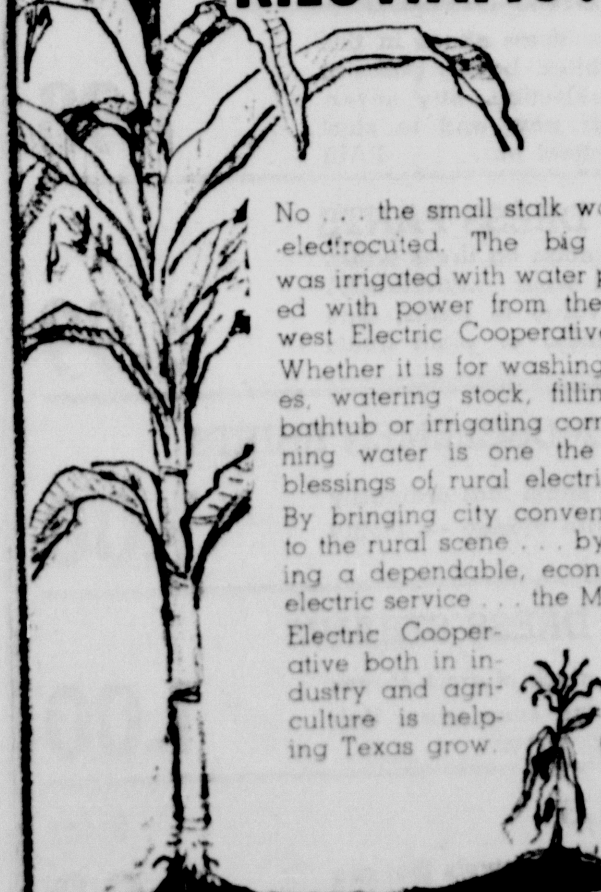 No . . . the small stalk
electrocuted. The big
was irrigated with water
ed with power from the
west Electric Cooperative
Whether it is for washing
es, watering stock, fillin
bathtub or irrigating corn
ning water is one the
blessings of rural electri
By bringing city conven
to the rural scene . . . by
ing a dependable, econ
electric service . . . the M
Electric Cooper-
ative both in in-
dustry and agri-
culture is help-
ing Texas grow.